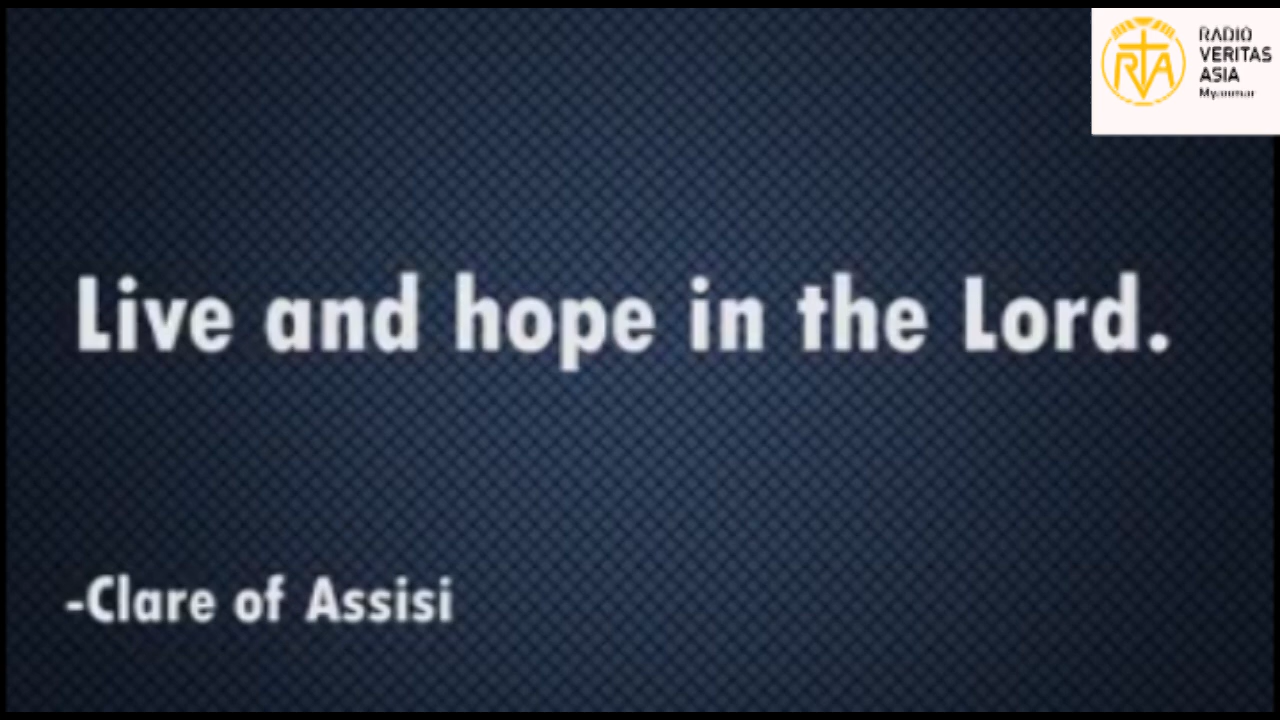 RADIO
VERITAS
ASIA
Myanmar
Live and hope in the Lord.
-Clare of Assisi